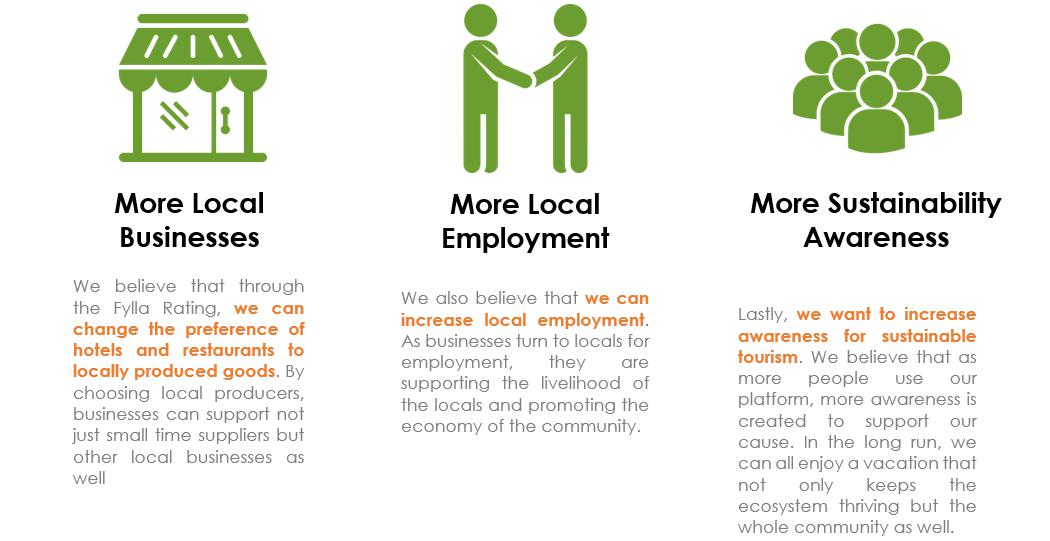 More Local
Businesses
We believe that through
the Fylla Rating, we can
change the preference of
hotels and restaurants to
locally produced goods. By
choosing local producers,
businesses can support not
just small time suppliers but
other local businesses as
well
More Local
Employment
We also believe that we can
increase local employment.
As businesses turn to locals for
employment, they are
supporting the livelihood of
the locals and promoting the
economy of the community.
More Sustainability
Awareness
Lastly, we want to increase
awareness for sustainable
tourism. We believe that as
more people use our
platform, more awareness is
created to support our
cause. In the long run, we
can all enjoy a vacation that
not only keeps the
ecosystem thriving but the
whole community as well.